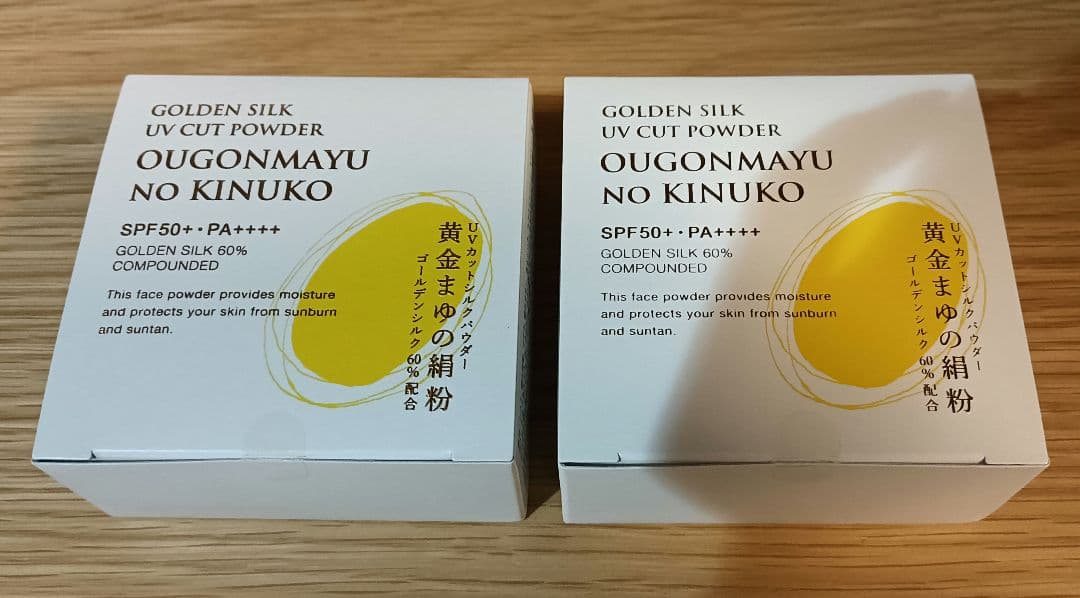 GOLDEN SILK
UV CUT POWDER
OUGONMAYU
NO KINUKO
SPF50+・PA++++
GOLDEN SILK 60%
COMPOUNDED
This face powder provides moisture
and protects your skin from sunburn
and suntan.
UVカットシルクパウダー
黄金まゆの絹粉
ゴールデンシルク60%配合
GOLDEN SILK
UV CUT POWDER
OUGONMAYU
NO KINUKO
SPF50+・PA++++
GOLDEN SILK 60%
COMPOUNDED
This face powder provides moisture
and protects your skin from sunburn
and suntan.
UVカットシルクパウダー
黄金まゆの絹粉
ゴールデンシルク60%配合